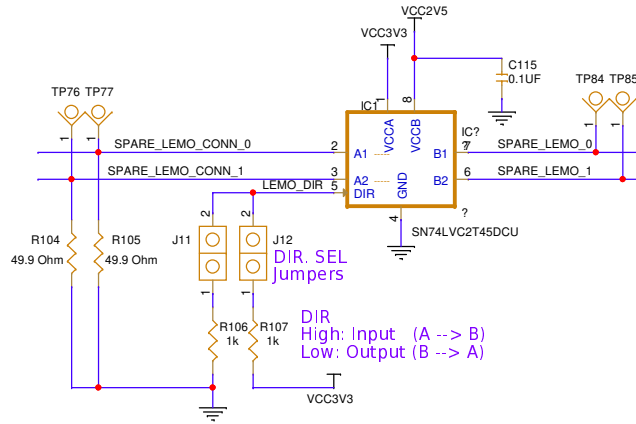 VCC2V5
VCC3V3
C115
0.1UF
TP76 TP77
TP84 TP85
IC1
1
8
VCCA
VCCB
IC?
1
1
1
1
SPARE_LEMO_CONN_0
2
A1
B1
7
SPARE_LEMO_0
SPARE_LEMO_CONN_1
3
A2
B2
6
SPARE_LEMO_1
LEMO_DIR
5
DIR
GND
4
?
SN74LVC2T45DCU
2
2
J11
J12
DIR. SEL
Jumpers
1
1
R104
49.9 Ohm
R105
49.9 Ohm
R106
1k
R107
1k
DIR
High: Input (A --> B)
Low: Output (B --> A)
VCC3V3